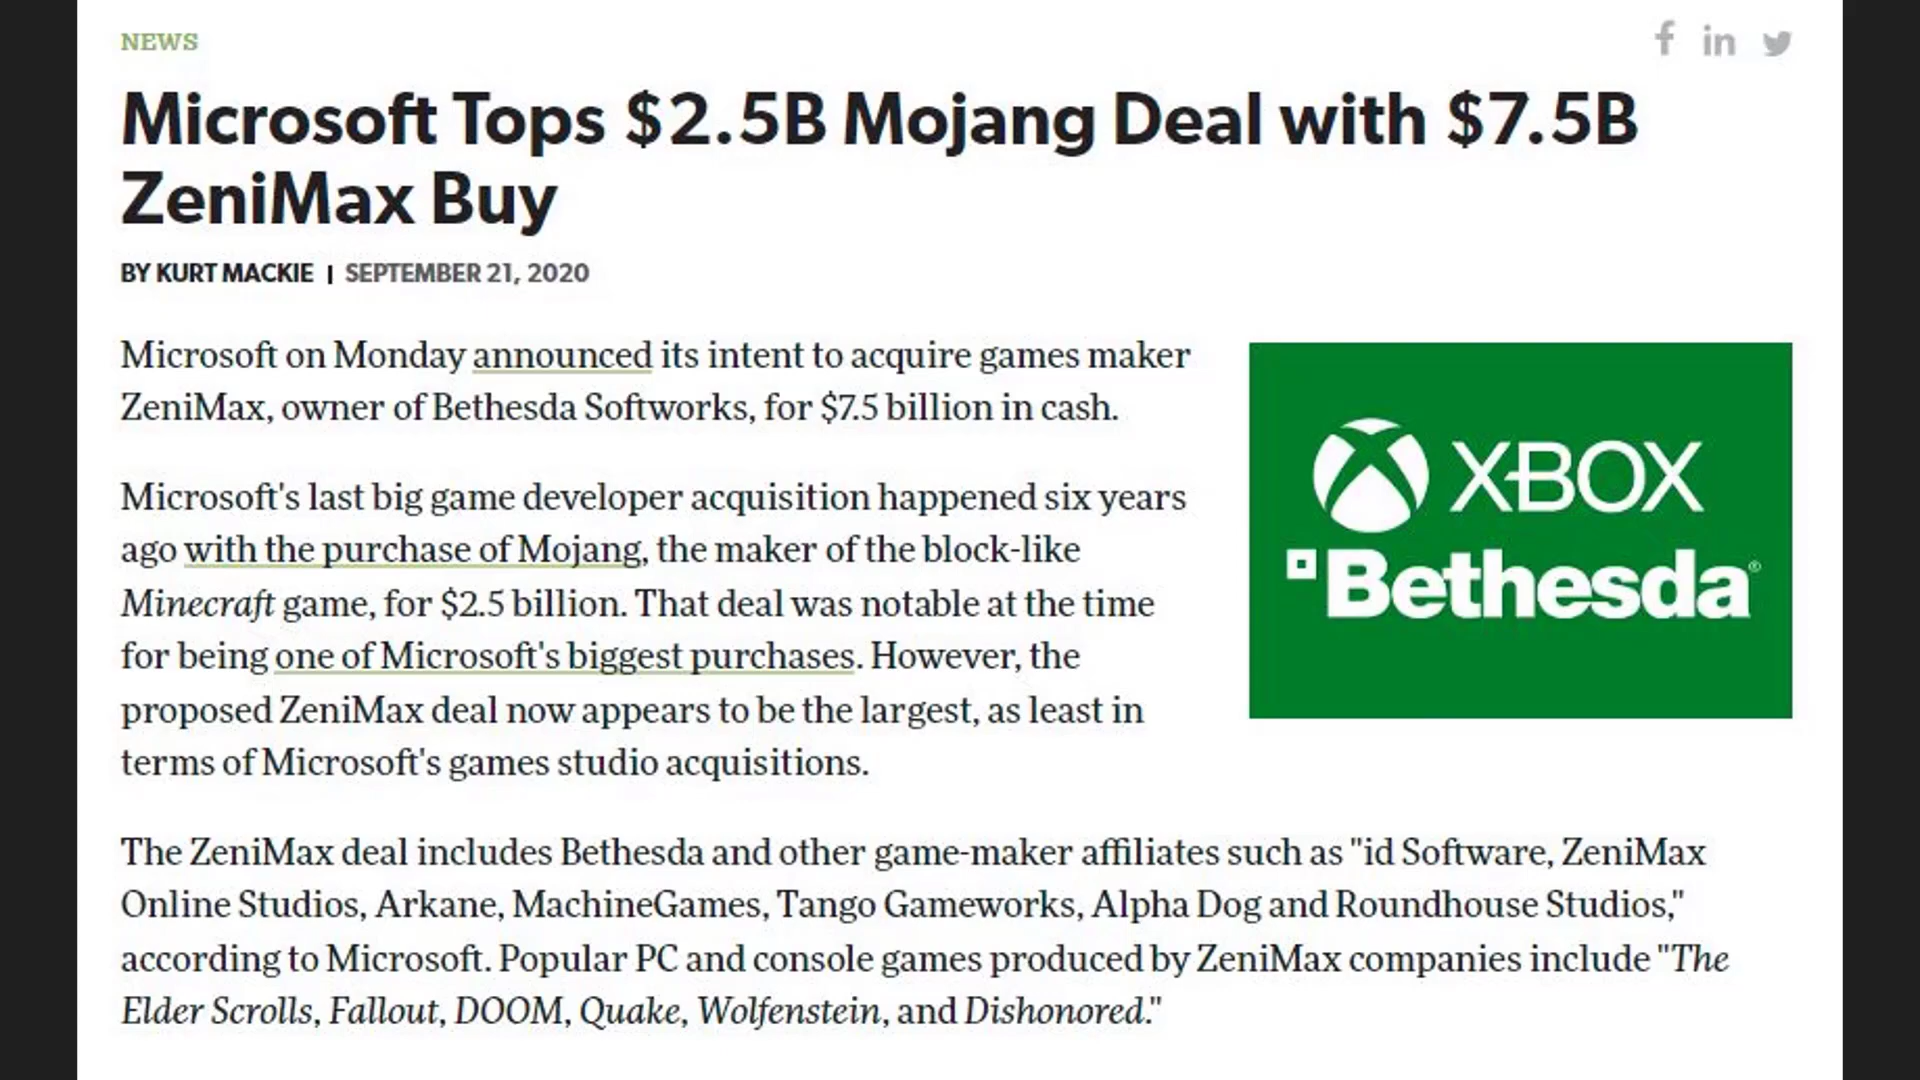 NEWS
Microsoft Tops $2.5B Mojang Deal with $7.5B
ZeniMax Buy
BY KURT MACKIE | SEPTEMBER 21, 2020
Microsoft on Monday announced its intent to acquire games maker
ZeniMax, owner of Bethesda Softworks, for $7.5 billion in cash.
Microsoft's last big game developer acquisition happened six years
ago with the purchase of Mojang, the maker of the block-like
Minecraft game, for $2.5 billion. That deal was notable at the time
for being one of Microsoft's biggest purchases. However, the
proposed ZeniMax deal now appears to be the largest, as least in
terms of Microsoft's games studio acquisitions.
XBOX
Bethesda®
The ZeniMax deal includes Bethesda and other game-maker affiliates such as "id Software, ZeniMax
Online Studios, Arkane, MachineGames, Tango Gameworks, Alpha Dog and Roundhouse Studios,"
according to Microsoft. Popular PC and console games produced by ZeniMax companies include "The
Elder Scrolls, Fallout, DOOM, Quake, Wolfenstein, and Dishonored."